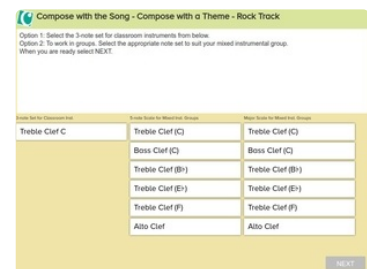 Compose with the Song - Compose with a Theme - Rock Track
Option 1: Select the 3-note set for classroom instruments from below.
Option 2: To work in groups. Select the appropriate note set to suit your mixed instrumental group.
When you are ready select NEXT.
3-note Set for Classroom Inst
5-note Scale for Mixed Inst. Groups
Major Scale for Mixed Inst. Groups
Treble Clef C
Treble Clef (C)
Treble Clef (C)
Bass Clef (C)
Bass Clef (C)
Treble Clef (B♭)
Treble Clef (B♭)
Treble Clef (E♭)
Treble Clef (E♭)
Treble Clef (F)
Treble Clef (F)
Alto Clef
Alto Clef
NEXT